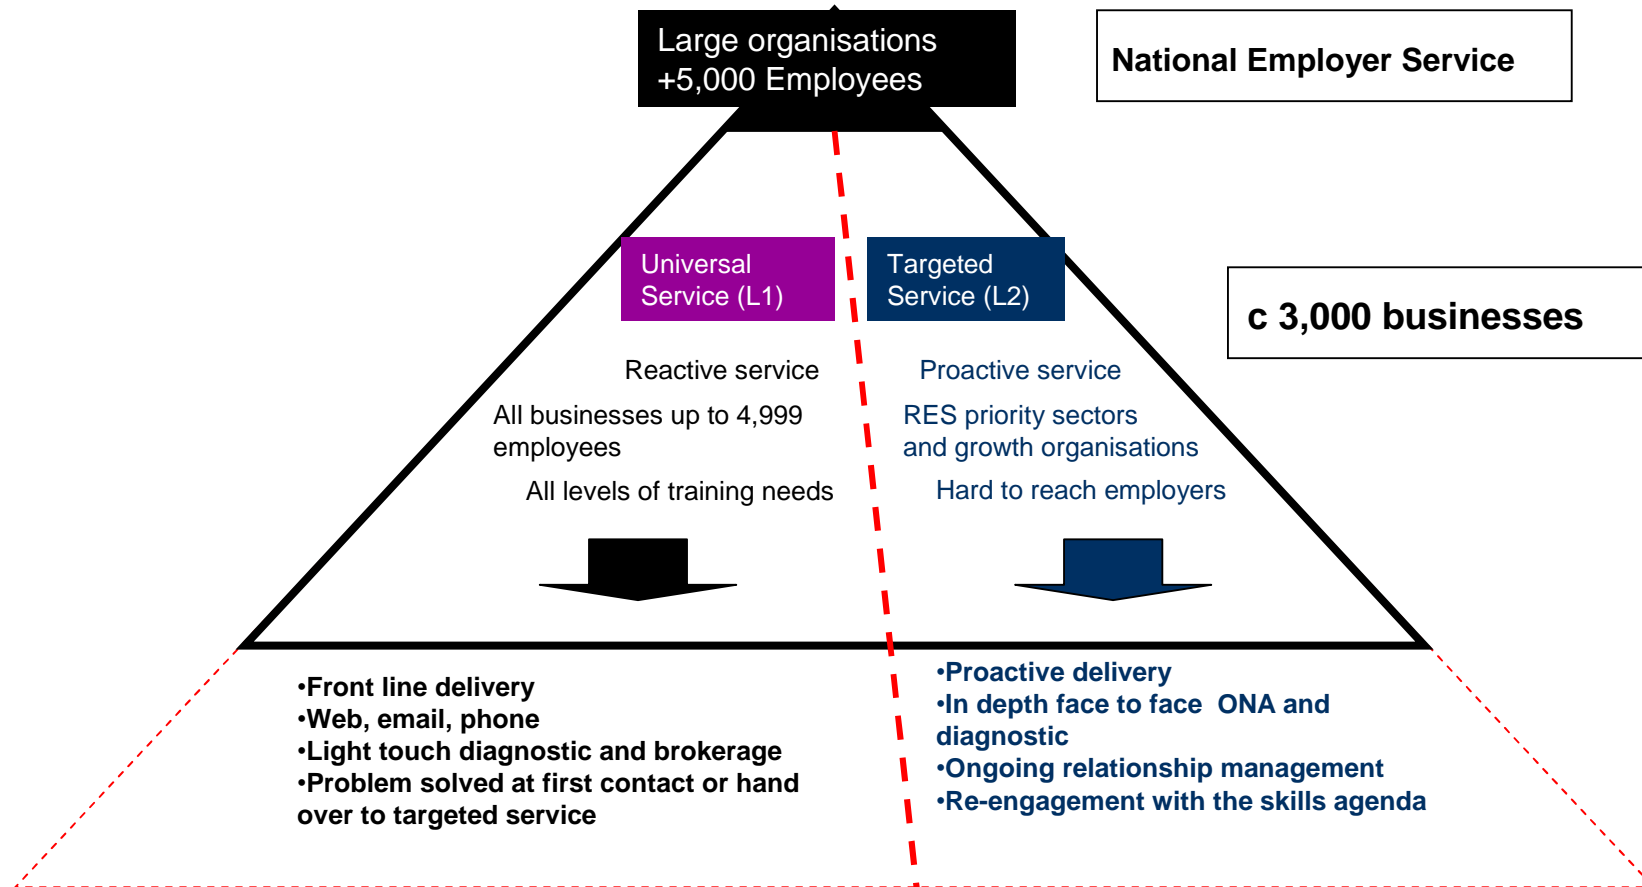 Large organisations
+5,000 Employees
National Employer Service
Universal
Service (L1)
Targeted
Service (L2)
c 3,000 businesses
Reactive service
All businesses up to 4,999
employees
All levels of training needs
Proactive service
RES priority sectors
and growth organisations
Hard to reach employers
•Front line delivery
•Web, email, phone
•Light touch diagnostic and brokerage
•Problem solved at first contact or hand
over to targeted service
•Proactive delivery
•In depth face to face  ONA and
diagnostic
•Ongoing relationship management
•Re-engagement with the skills agenda